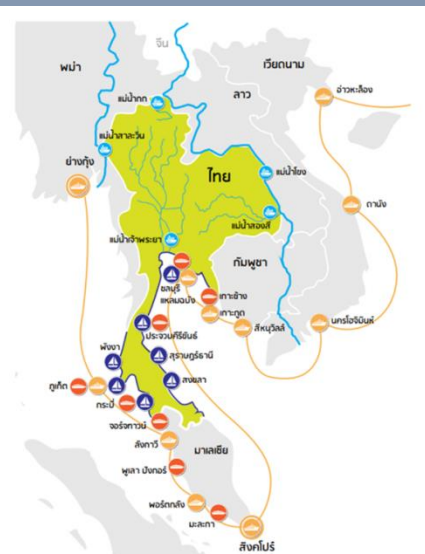 จีน
พม่า
เวียดนาม
ลาว
อ่าวหะล็อง
แม่น้ำกก
แม่น้ำสาละวิน
ย่างกุ้ง
ไทย
แม่น้ำโขง
ดานัง
แม่น้ำสองสี
แม่น้ำเจ้าพระยา
กัมพูชา
ชลบุรี
แหลมฉบัง
เกาะช้าง
เกาะกูด
สีหนุวิลล์
นครโฮจิมินห์
ประจวบคีรีขันธ์
พังงา
สุราษฎร์ธานี
สงขลา
ภูเก็ต
กระบี่
จอร์จทาวน์
ลังกาวี
มาเลเซีย
พูเลา ปังกอร์
พอร์ตกลัง
มะละกา
สิงคโปร์